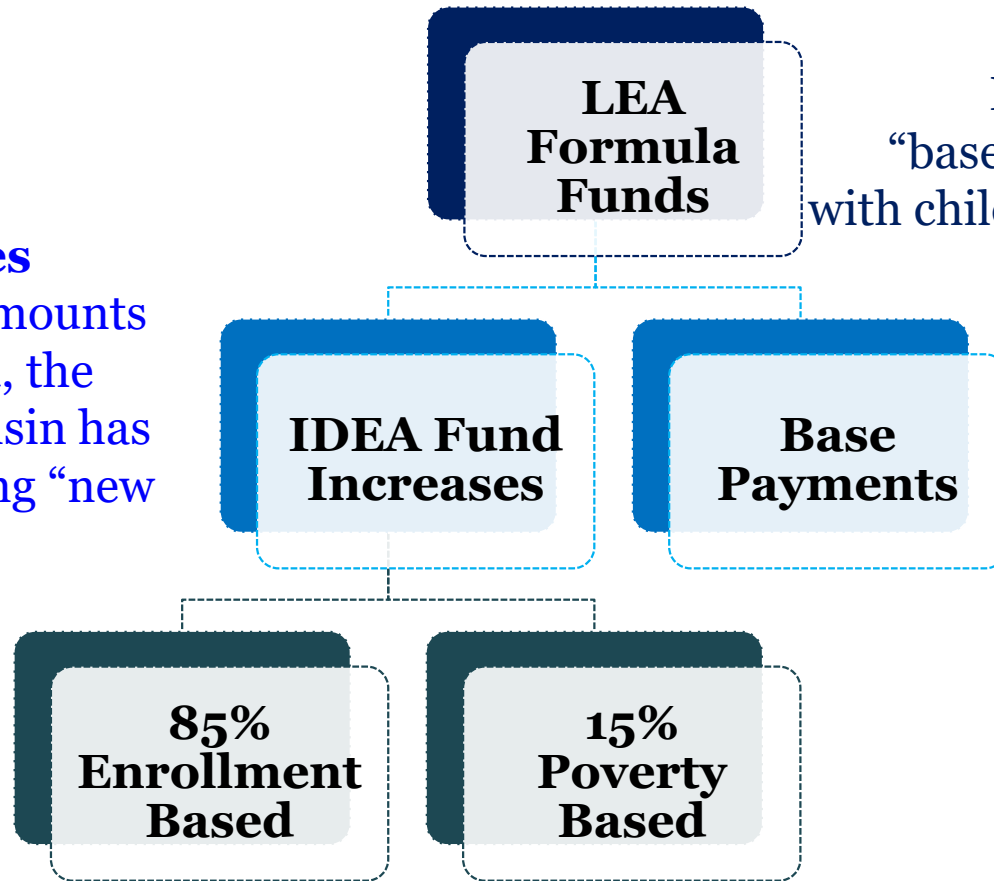 LEA
Formula
Funds
“base
with
es
mounts
, the
sin has
ng “new
IDEA Fund
Increases
Base
Payments
85%
Enrollment
Based
15%
Poverty
Based